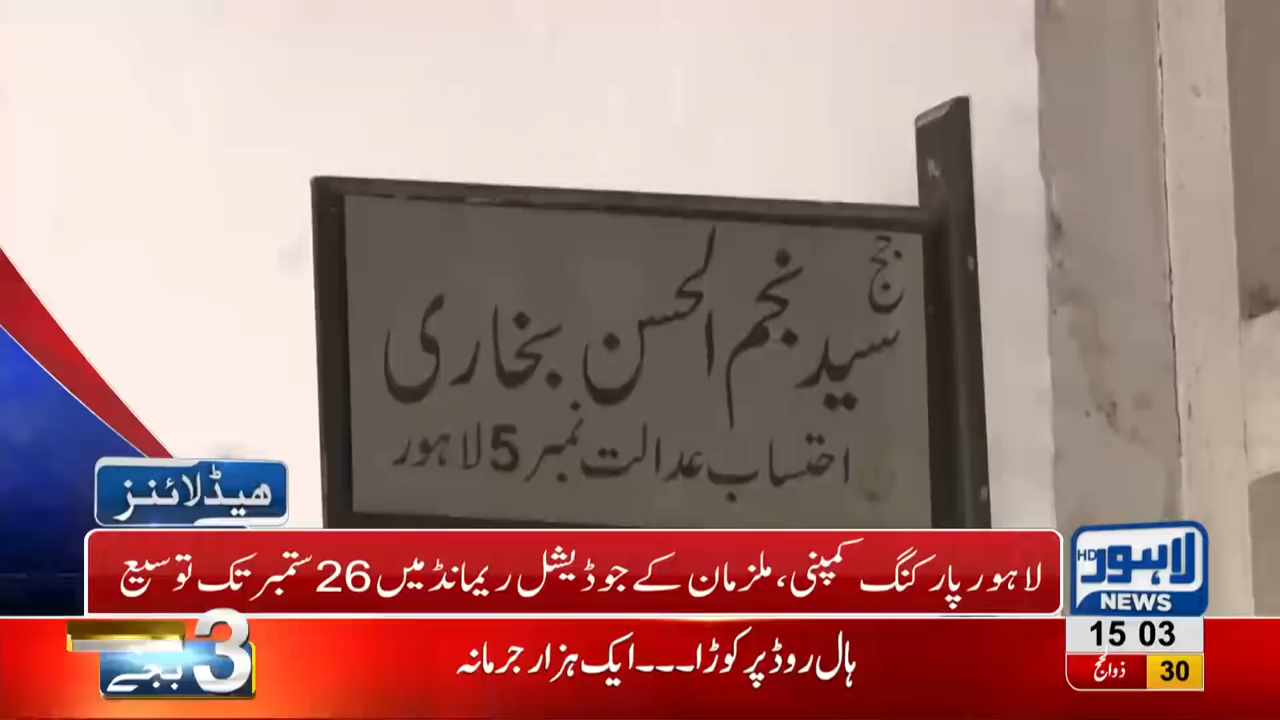 جج
سید نجم الحسن بخاری
احتساب عدالت نمبر 5 لاہور
ھیڈلائنز
لاہور پارکنگ کمپنی، ملزمان کے جوڈیشل ریمانڈ میں 26 ستمبر تک توسیع
لاہور HD
NEWS
15 03
3 بجے
ہال روڈ پر کوڑا۔۔۔ایک ہزار جرمانہ
ذوالحج 30